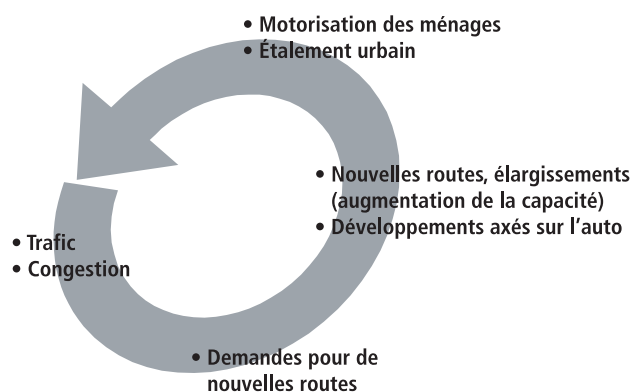 • Motorisation des ménages
• Étalement urbain
• Nouvelles routes, élargissements
(augmentation de la capacité)
• Développements axés sur l'auto
• Trafic
• Congestion
• Demandes pour de
nouvelles routes